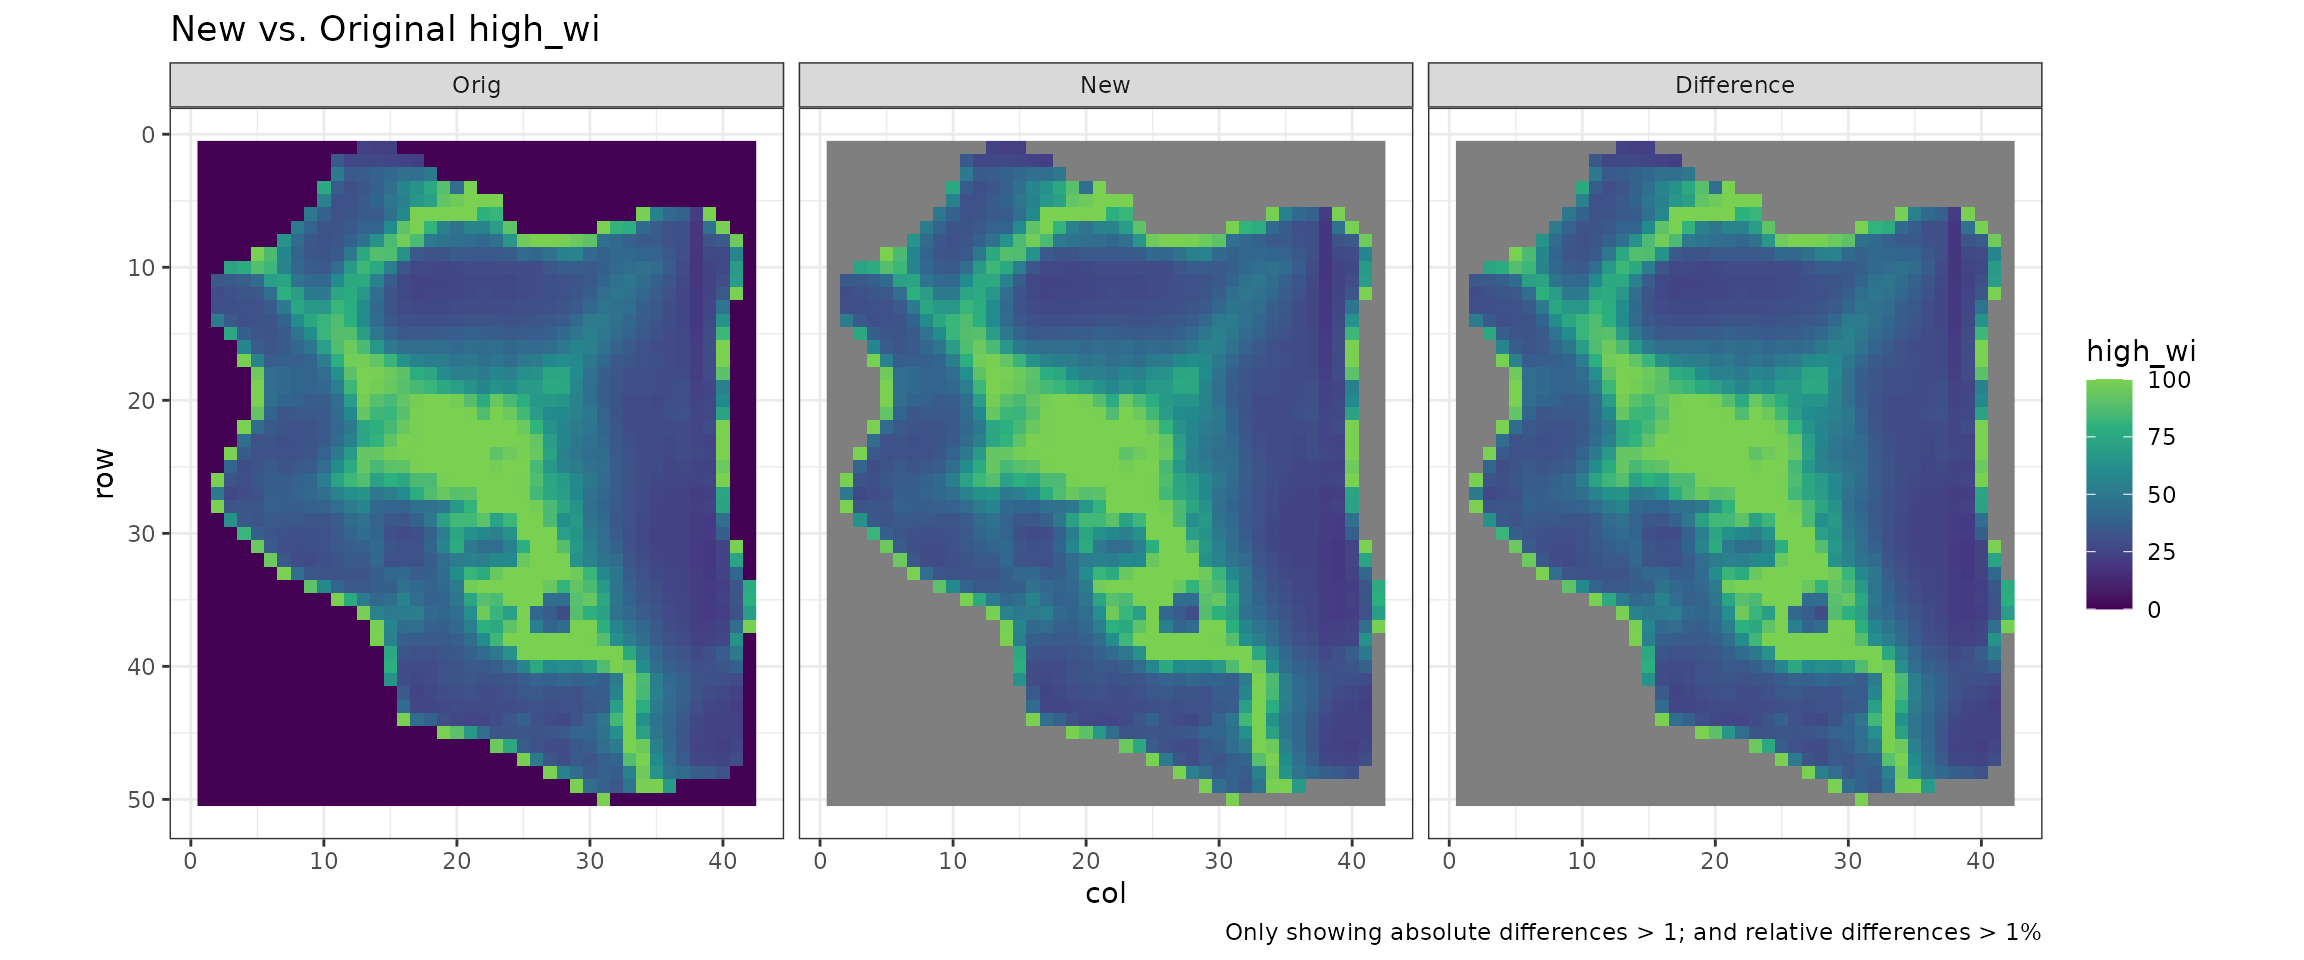 New vs. Original high_wi
Orig
New
Difference
0
10
20
30
40
50
row
0 10 20 30 40
0 10 20 30 40
0 10 20 30 40
col
high_wi
100
75
50
25
0
Only showing absolute differences > 1; and relative differences > 1%